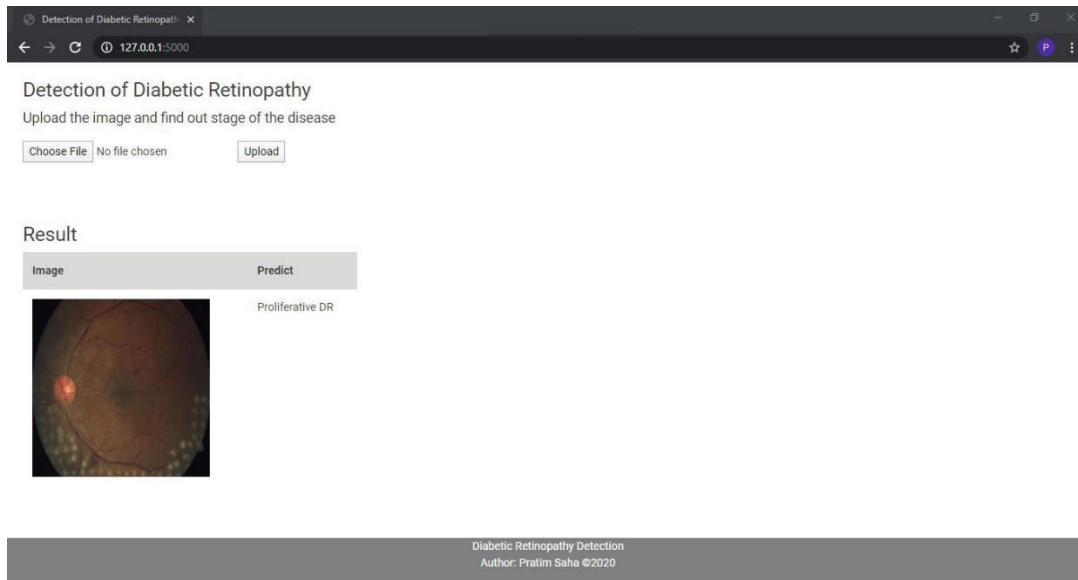 Detection of Diabetic Retinopath
127.0.0.1:5000
P
Detection of Diabetic Retinopathy
Upload the image and find out stage of the disease
Choose File No file chosen Upload
Result
Image Predict
Proliferative DR
Diabetic Retinopathy Detection
Author: Pratim Saha ©2020